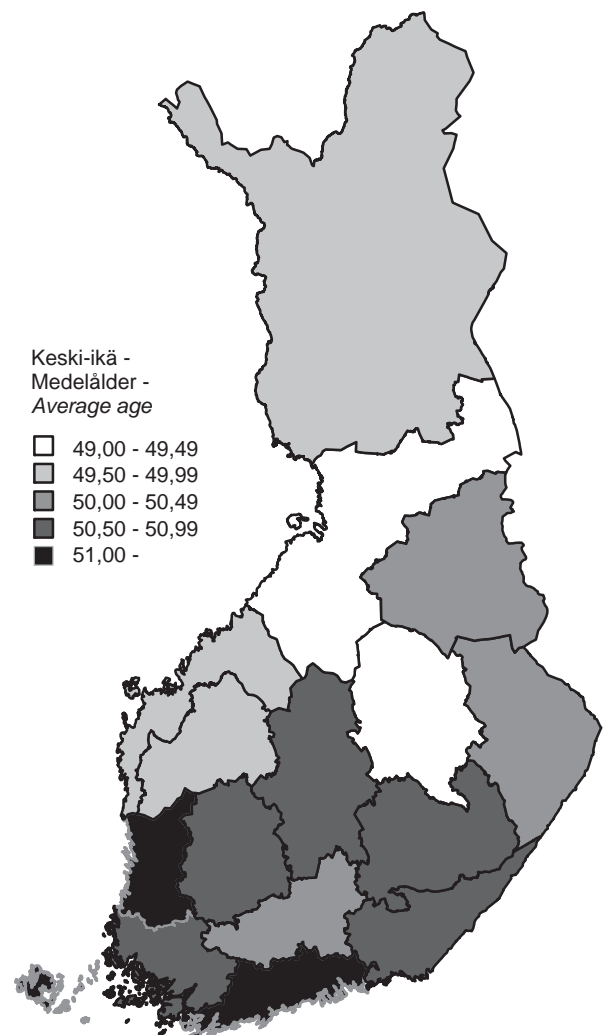 Keski-ikä -
Medelålder -
Average age
49,00 - 49,49
49,50 - 49,99
50,00 - 50,49
50,50 - 50,99
51,00 -